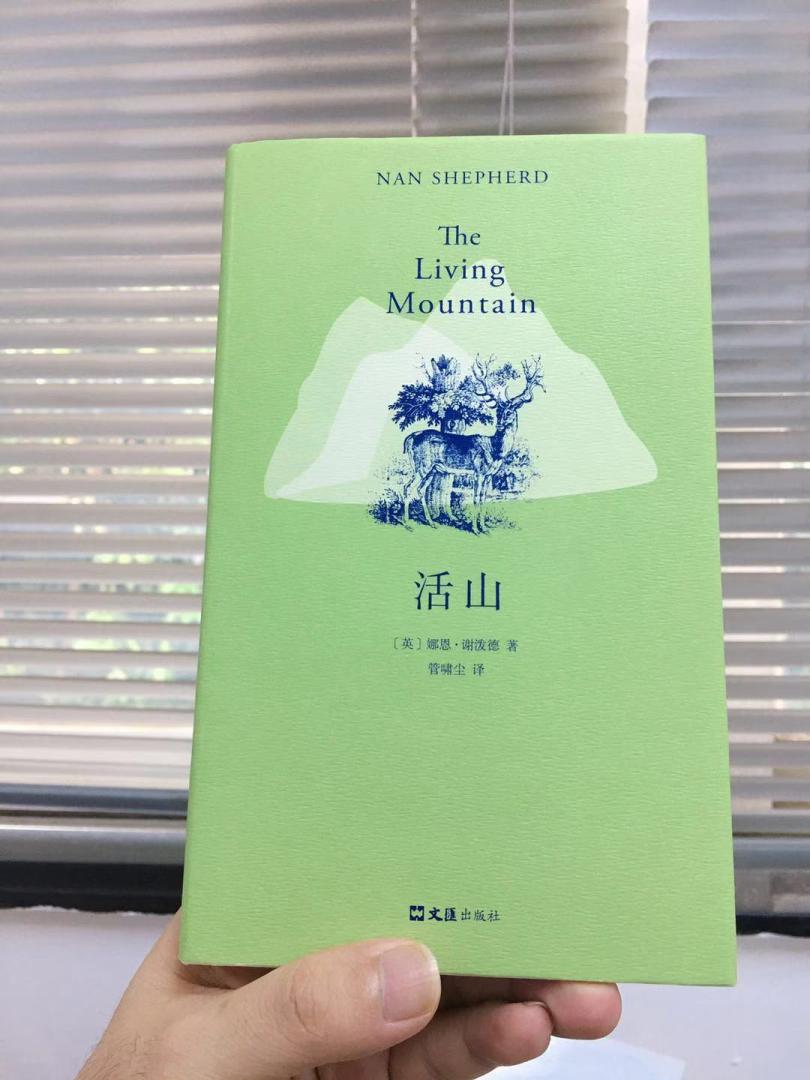 NAN SHEPHERD
The
Living
Mountain
活山
〔英〕娜恩·谢泼德 著
管啸尘 译
文匯出版社